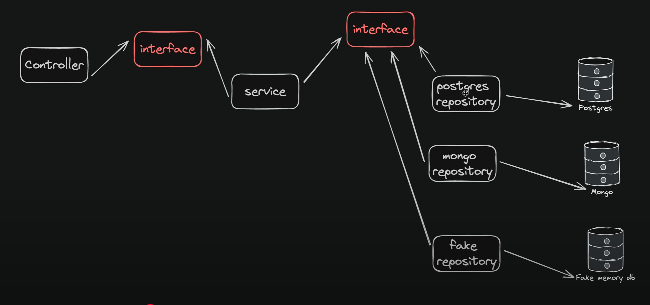 Controller
interface
service
interface
postgres
repository
Postgres
mongo
repository
Mongo
fake
repository
Fake memory db